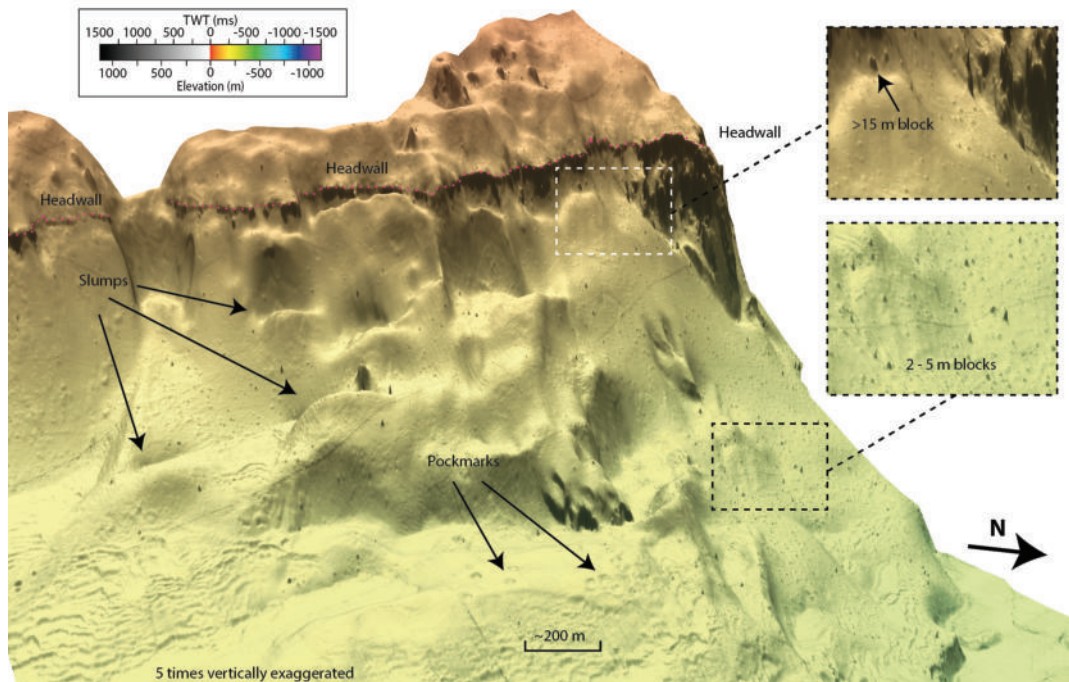 TWT (ms)
1500 1000 500 0 -500 -1000 -1500
1000 500 0 -500 -1000
Elevation (m)
Headwall
Headwall
Headwall
>15 m block
Slumps
2 - 5 m blocks
Pockmarks
N
~200 m
5 times vertically exaggerated